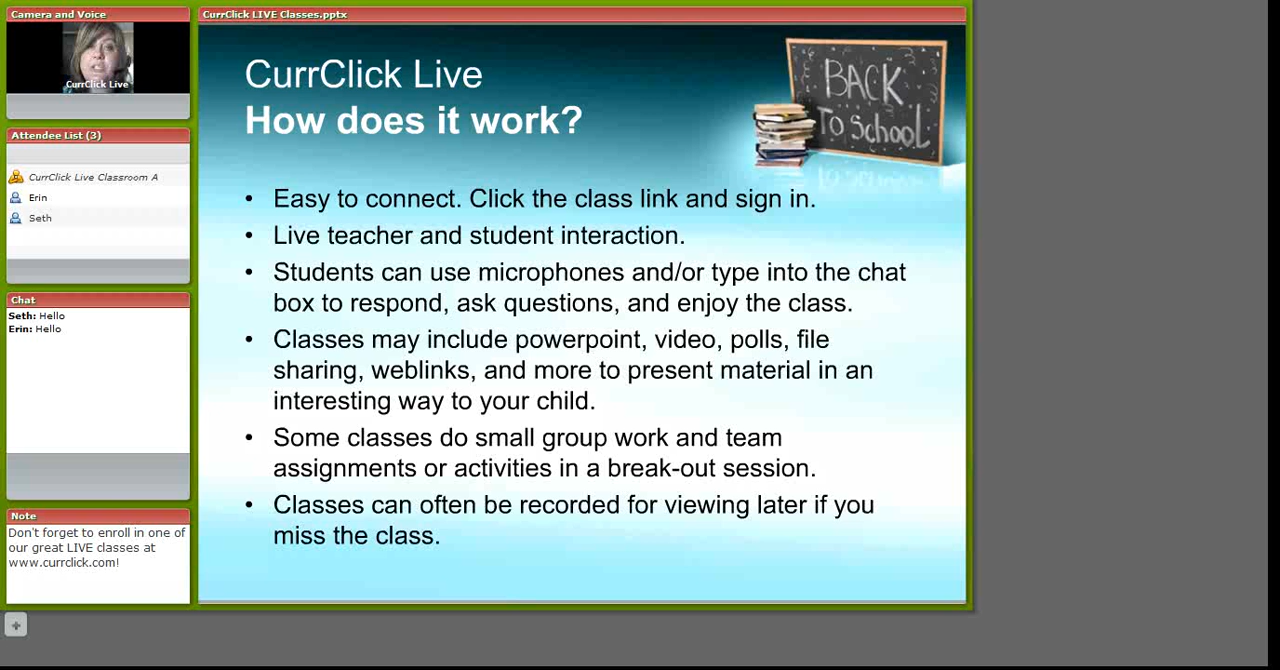 Camera and Voice
CurrClick Live
Attendee List (3)
CurrClick Live Classroom A
Erin
Seth
Chat
Seth: Hello
Erin: Hello
Note
Don't forget to enroll in one of
our great LIVE classes at
www.currclick.com!
CurrClick LIVE Classes.pptx
CurrClick Live
How does it work?
BACK
To School
• Easy to connect. Click the class link and sign in.
• Live teacher and student interaction.
• Students can use microphones and/or type into the chat
box to respond, ask questions, and enjoy the class.
• Classes may include powerpoint, video, polls, file
sharing, weblinks, and more to present material in an
interesting way to your child.
• Some classes do small group work and team
assignments or activities in a break-out session.
• Classes can often be recorded for viewing later if you
miss the class.